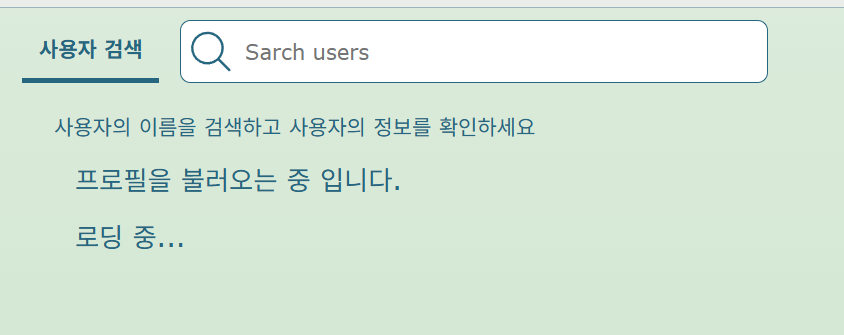 사용자 검색
Sarch users
사용자의 이름을 검색하고 사용자의 정보를 확인하세요
프로필을 불러오는 중 입니다.
로딩 중...